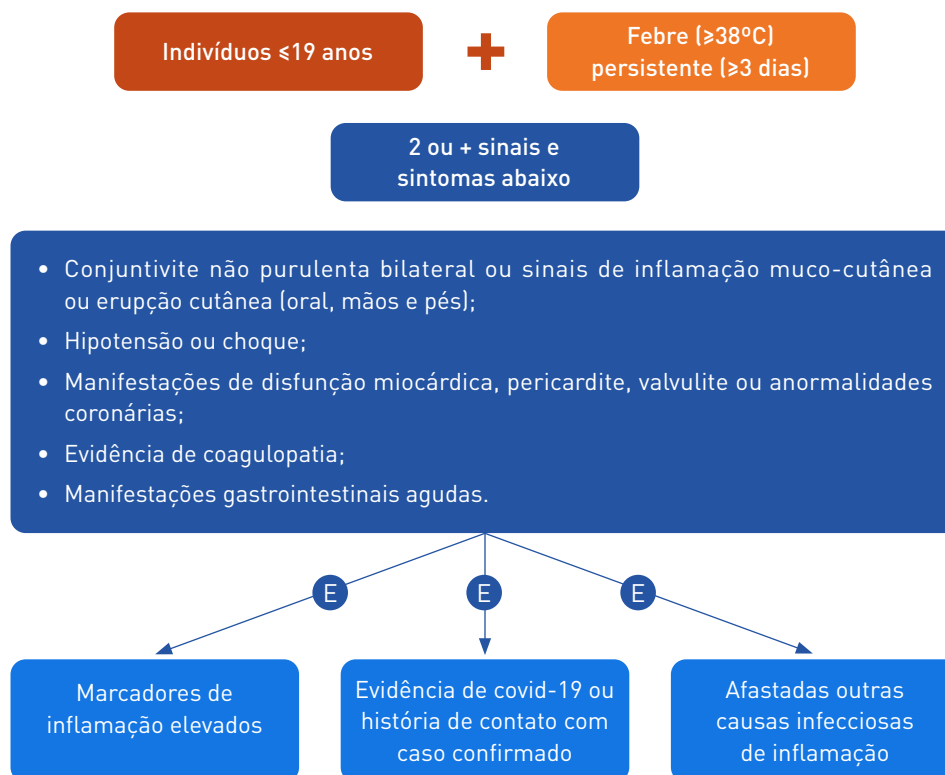 Indivíduos ≤19 anos
+
Febre (≥38ºC)
persistente (≥3 dias)
2 ou + sinais e
sintomas abaixo
• Conjuntivite não purulenta bilateral ou sinais de inflamação muco-cutânea
ou erupção cutânea (oral, mãos e pés);
• Hipotensão ou choque;
• Manifestações de disfunção miocárdica, pericardite, valvulite ou anormalidades
coronárias;
• Evidência de coagulopatia;
• Manifestações gastrointestinais agudas.
E
E
E
Marcadores de
inflamação elevados
Evidência de covid-19 ou
história de contato com
caso confirmado
Afastadas outras
causas infecciosas
de inflamação